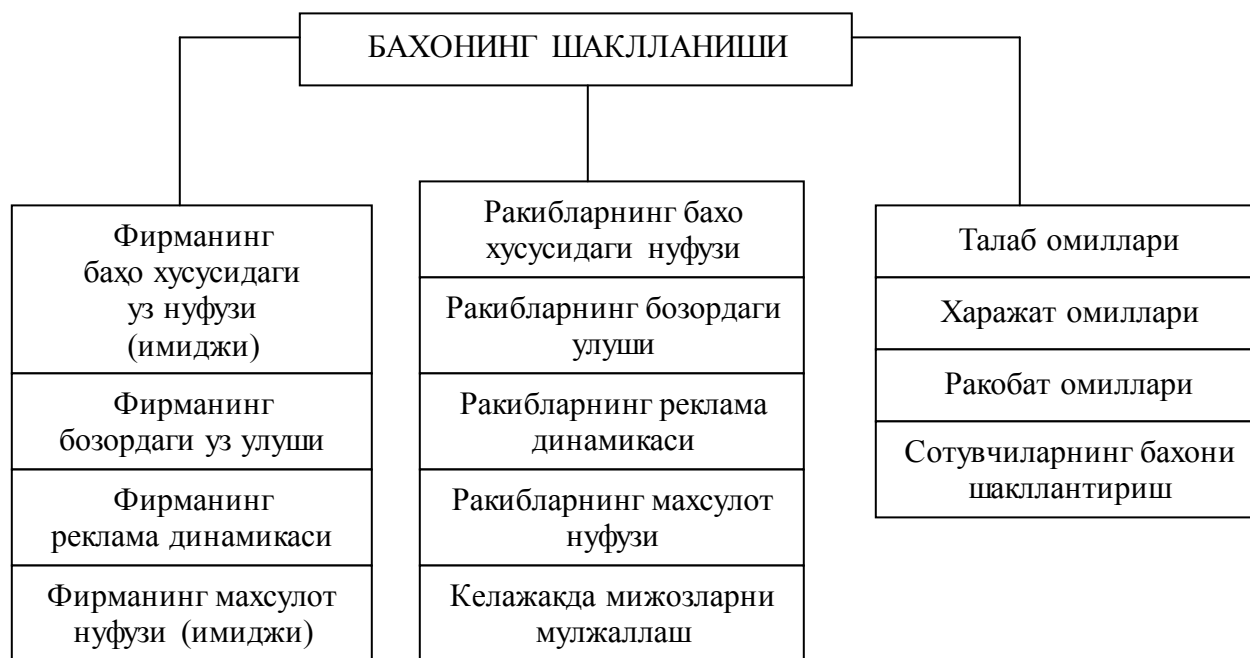 БАХОНИНГ ШАКЛЛАНИШИ
Фирманинг
баҳо хусусидаги
уз нуфузи
(имиджи)
Фирманинг
бозордаги уз улуши
Фирманинг
реклама динамикаси
Фирманинг махсулот
нуфузи (имиджи)
Ракибларнинг бахо
хусусидаги нуфузи
Ракибларнинг бозордаги
улуши
Ракибларнинг реклама
динамикаси
Ракибларнинг махсулот
нуфузи
Келажакда мижозларни
мулжаллаш
Талаб омиллари
Харажат омиллари
Ракобат омиллари
Сотувчиларнинг бахони
шакллантириш